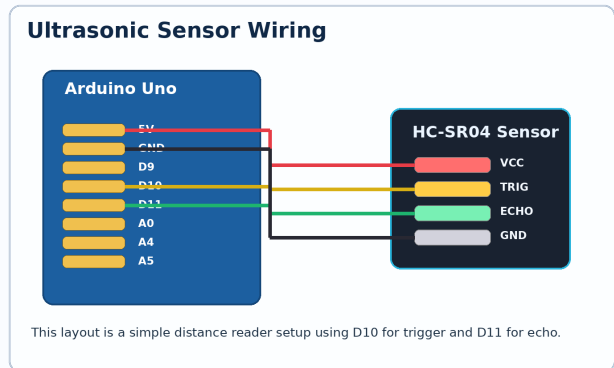 Ultrasonic Sensor Wiring
Arduino Uno
5V
GND
D9
D10
D11
A0
A4
A5
HC-SR04 Sensor
VCC
TRIG
ECHO
GND
This layout is a simple distance reader setup using D10 for trigger and D11 for echo.